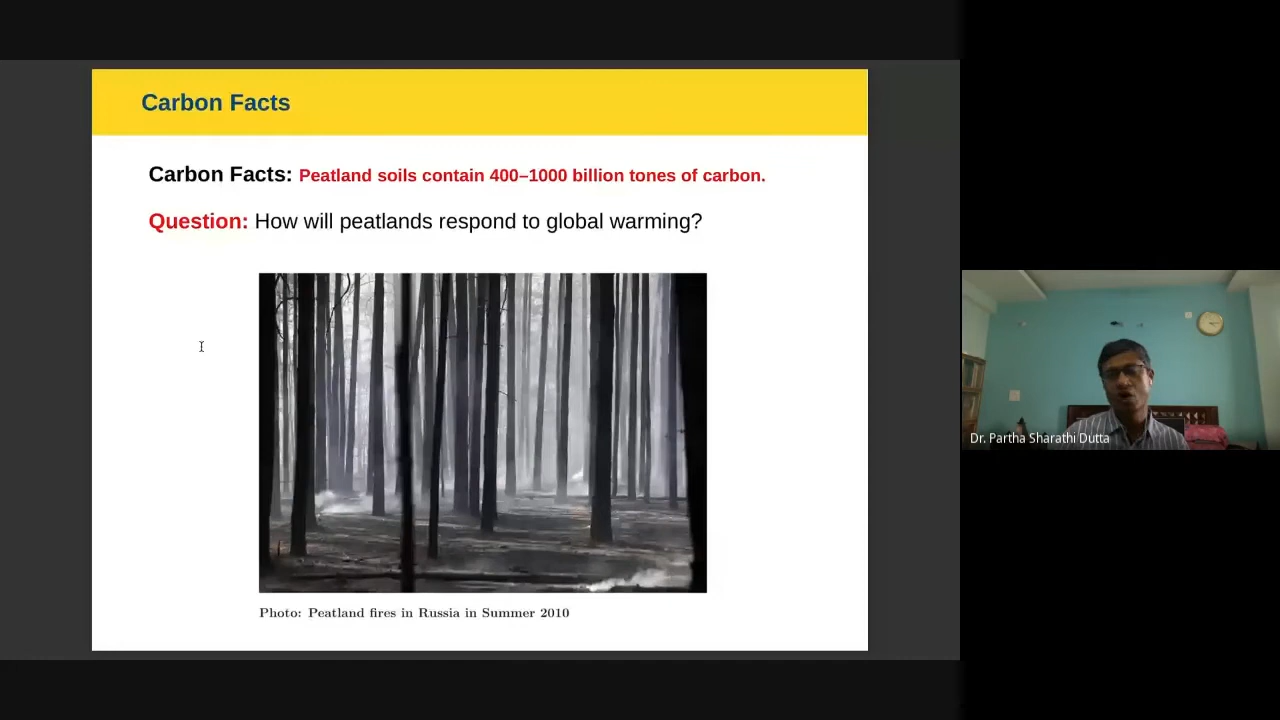 Carbon Facts
Carbon Facts: Peatland soils contain 400–1000 billion tones of carbon.
Question: How will peatlands respond to global warming?
Photo: Peatland fires in Russia in Summer 2010
Dr. Partha Sharathi Dutta